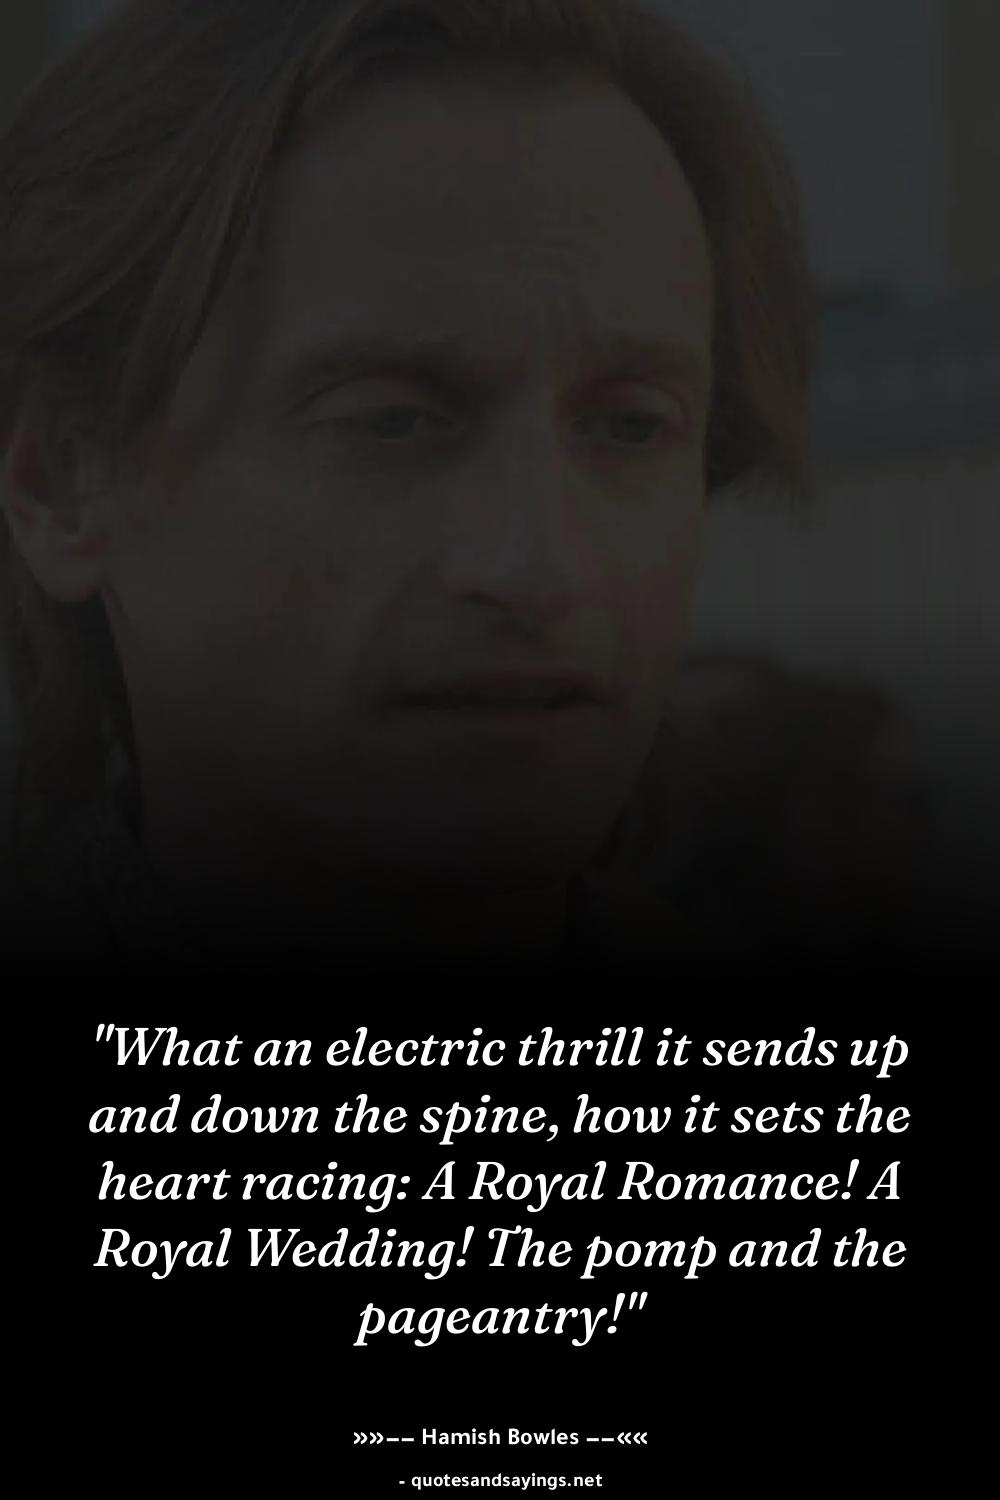 "What an electric thrill it sends up
and down the spine, how it sets the
heart racing: A Royal Romance! A
Royal Wedding! The pomp and the
pageantry!"
»»−− Hamish Bowles −−««
- quotesandsayings.net